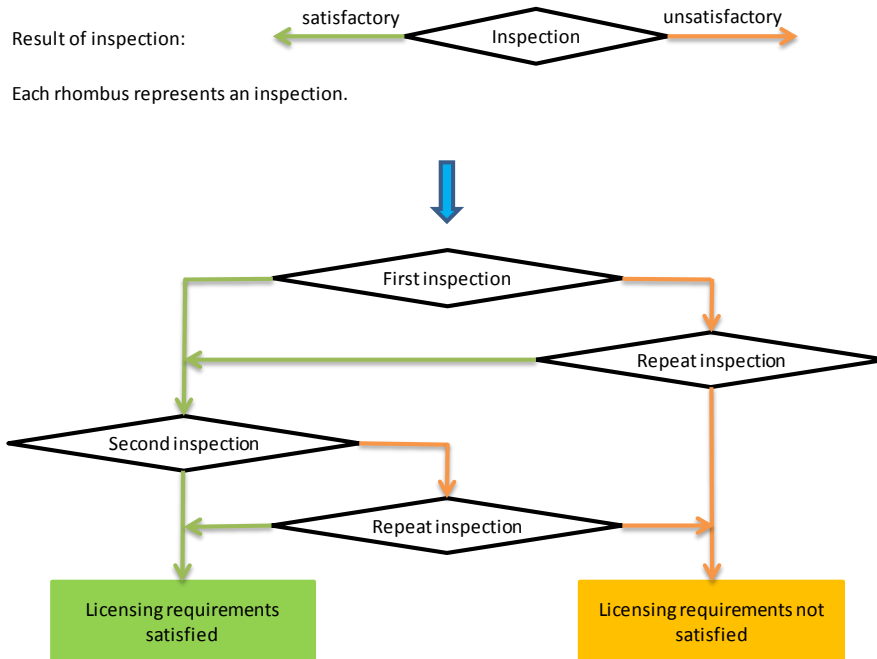 satisfactory
unsatisfactory
Result of inspection:
Inspection
Each rhombus represents an inspection.
First inspection
Repeat inspection
Second inspection
Repeat inspection
Licensing requirements
satisfied
Licensing requirements not
satisfied